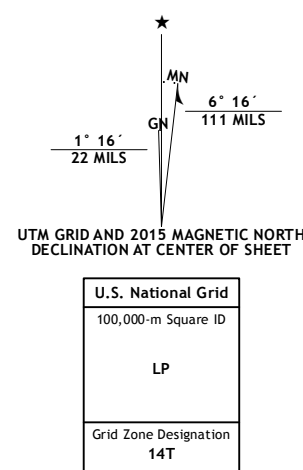 ★
MN
GN
6° 16´
111 MILS
1° 16´
22 MILS
UTM GRID AND 2015 MAGNETIC NORTH
DECLINATION AT CENTER OF SHEET
U.S. National Grid
100,000-m Square ID
LP
Grid Zone Designation
14T